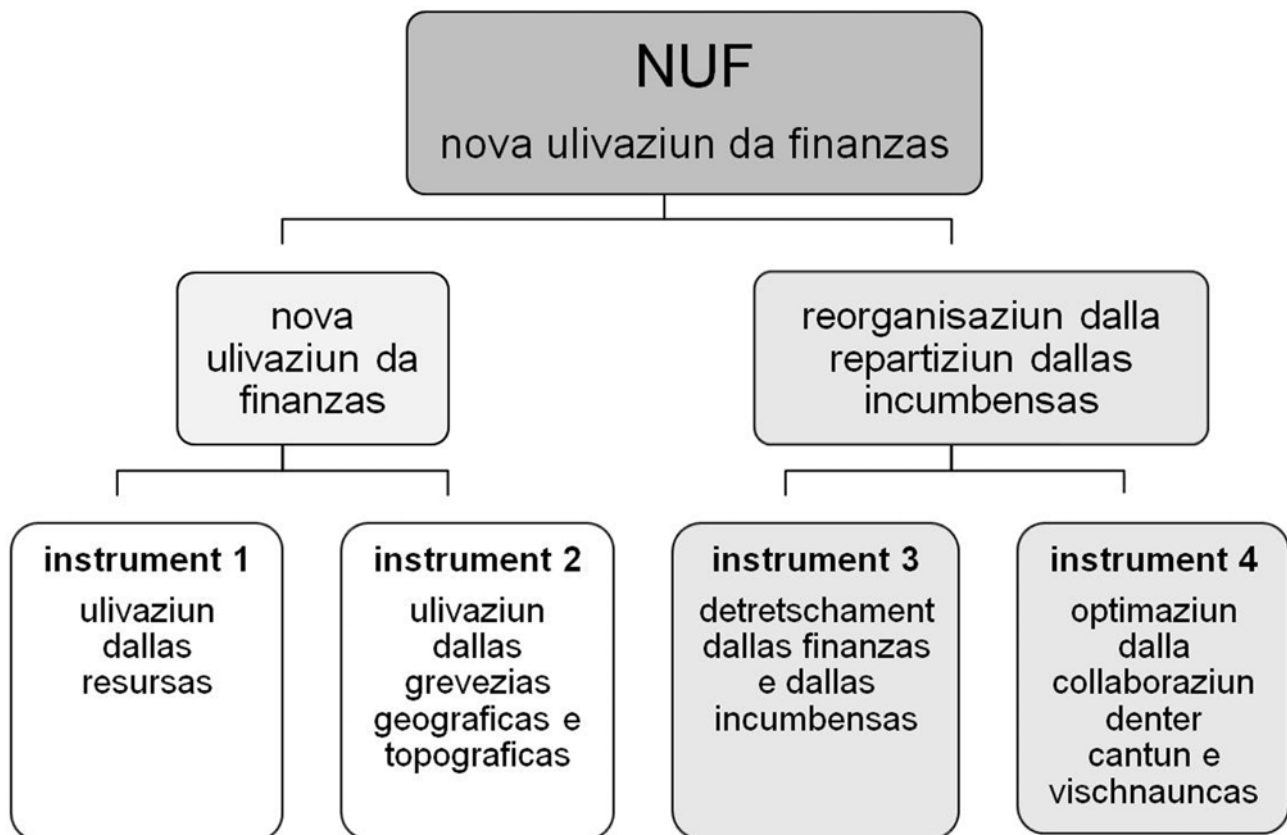 NUF
nova ulivaziun da finanzas
nova
ulivaziun da
finanzas
reorganisaziun dalla
repartiziun dallas
incumbensas
instrument 1
ulivaziun
dallas
resursas
instrument 2
ulivaziun
dallas
grevezias
geograficas e
topograficas
instrument 3
detretschament
dallas finanzas
e dallas
incumbensas
instrument 4
optimaziun
dalla
collaboraziun
denter
cantun e
vischnauncas